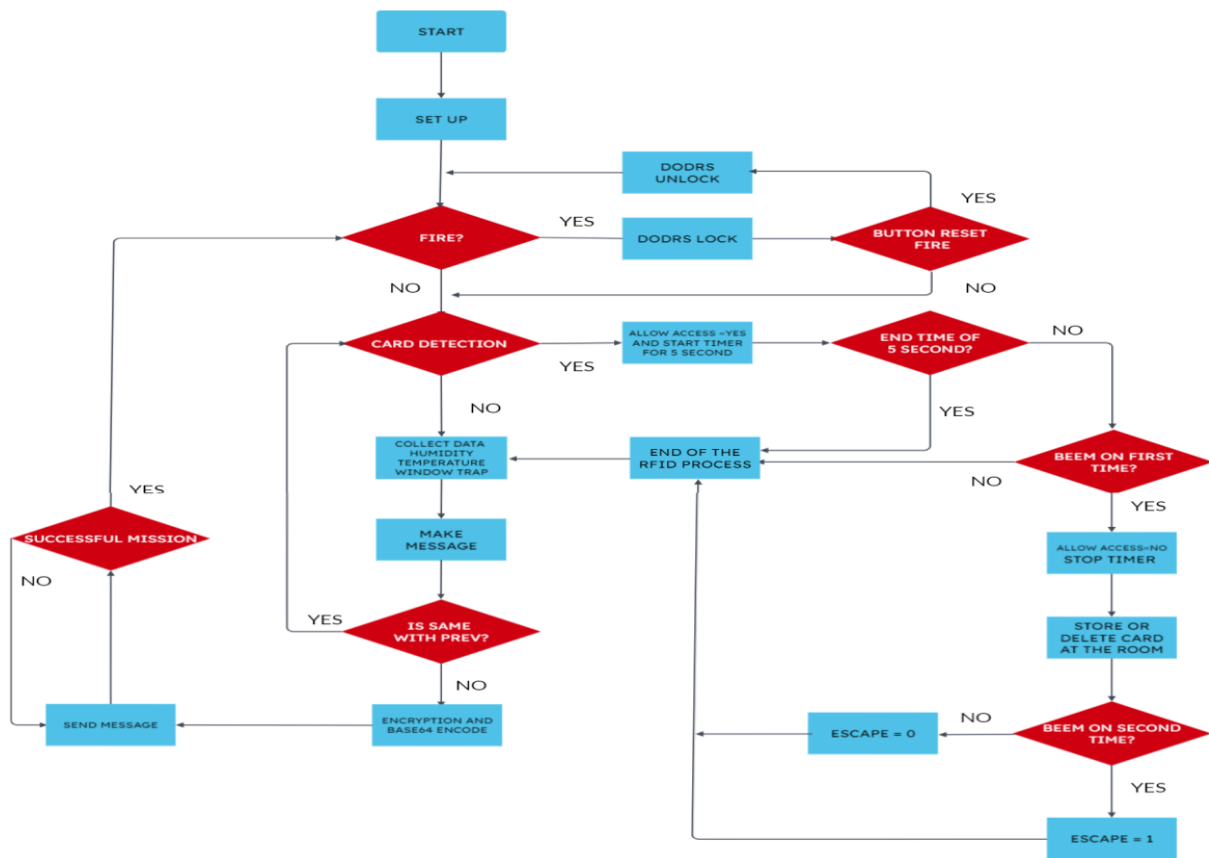 START
SET UP
DODRS
UNLOCK
YES
FIRE?
YES
DODRS LOCK
BUTTON RESET
FIRE
NO
NO
CARD DETECTION
YES
ALLOW ACCESS =YES
AND START TIMER
FOR 5 SECOND
END TIME OF
5 SECOND?
NO
YES
NO
COLLECT DATA
HUMIDITY
TEMPERATURE
WINDOW TRAP
END OF THE
RFID PROCESS
BEEM ON FIRST
TIME?
NO
YES
YES
SUCCESSFUL MISSION
NO
MAKE
MESSAGE
ALLOW ACCESS=NO
STOP TIMER
YES
IS SAME
WITH PREV?
NO
STORE OR
DELETE CARD
AT THE ROOM
SEND MESSAGE
ENCRYPTION AND
BASE64 ENCODE
ESCAPE = 0
NO
BEEM ON SECOND
TIME?
YES
ESCAPE = 1